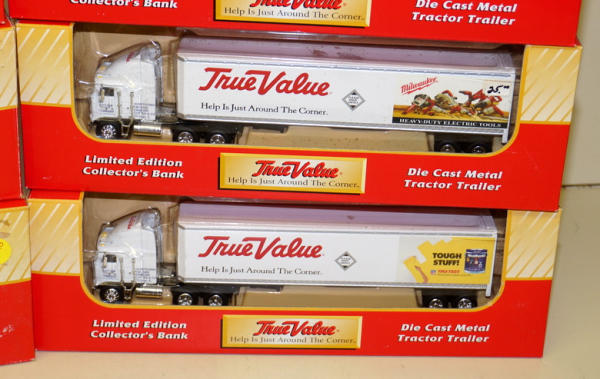 Help Is Just Around The Corner.
Die Cast Metal
Tractor Trailer
True Value
Help Is Just Around The Corner.
Milwaukee
25.00
HEAVY-DUTY ELECTRIC TOOLS
Limited Edition
Collector's Bank
True Value
Help Is Just Around The Corner.
Die Cast Metal
Tractor Trailer
True Value
Help Is Just Around The Corner.
TOUGH
STUFF!
Limited Edition
Collector's Bank
True Value
Help Is Just Around The Corner.
Die Cast Metal
Tractor Trailer